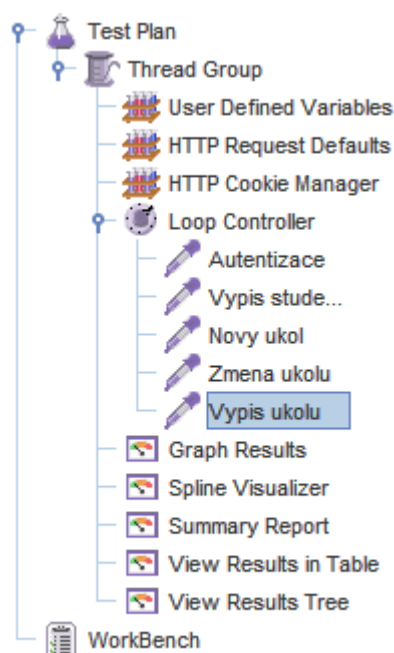 Test Plan
Thread Group
User Defined Variables
HTTP Request Defaults
HTTP Cookie Manager
Loop Controller
Autentizace
Vypis stude...
Novy ukol
Zmena ukolu
Vypis ukolu
Graph Results
Spline Visualizer
Summary Report
View Results in Table
View Results Tree
WorkBench